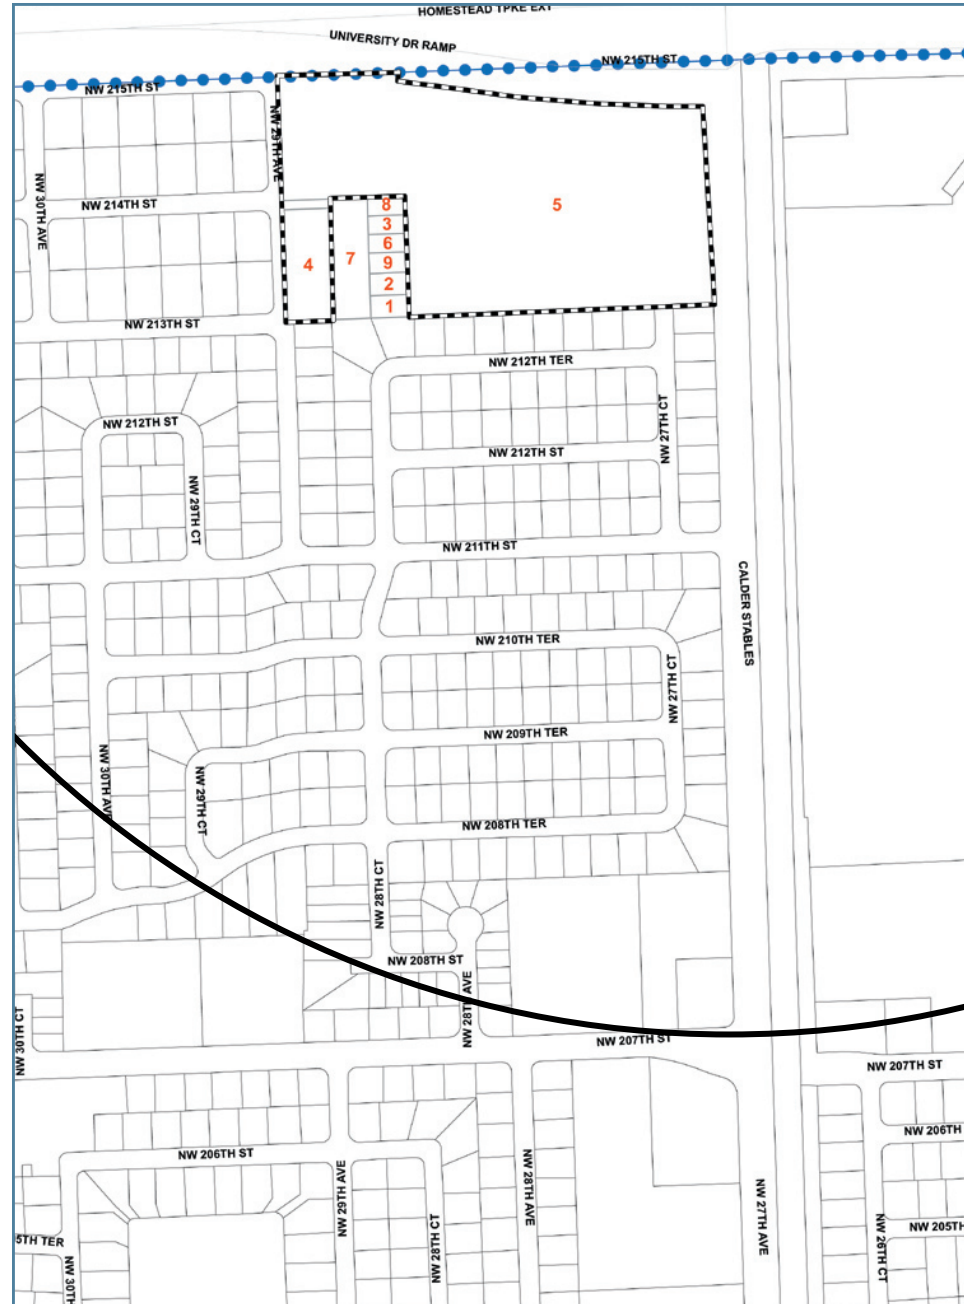 HOMESTEAD TPKE EXT
UNIVERSITY DR RAMP
NW 215TH ST
NW 215TH ST
NW 29TH AVE
NW 30TH AVE
NW 214TH ST
8
3
6
9
2
1
7
4
5
NW 213TH ST
NW 212TH TER
NW 212TH ST
NW 27TH CT
NW 212TH ST
NW 29TH CT
NW 211TH ST
CALDER STABLES
NW 210TH TER
NW 27TH CT
NW 209TH TER
NW 30TH AVE
NW 29TH CT
NW 208TH TER
NW 28TH CT
NW 208TH ST
NW 28TH AVE
NW 30TH CT
NW 207TH ST
NW 207TH ST
NW 206TH
NW 206TH ST
NW 29TH AVE
NW 28TH AVE
NW 27TH AVE
NW 28TH CT
NW 26TH CT
NW 205TH
5TH TER
NW 30TH